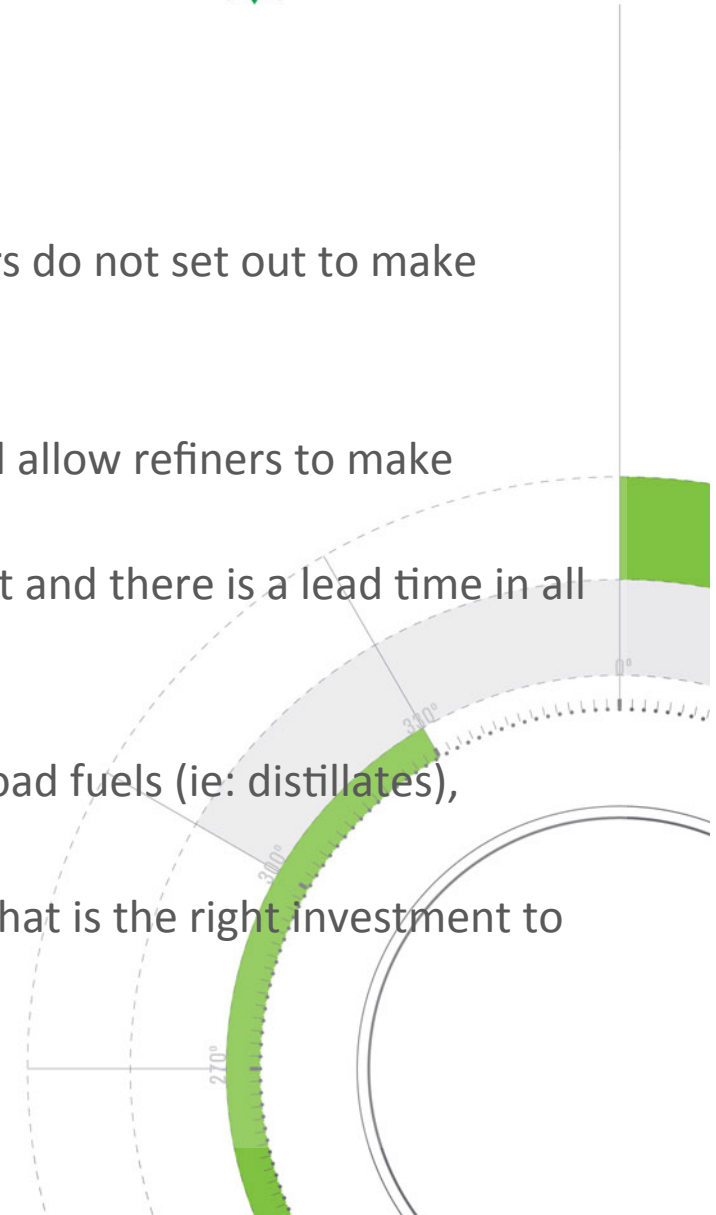 rs do not set out to make
l allow refiners to make
t and there is a lead time in all
oad fuels (ie: distillates),
hat is the right investment to
0°
330°
300°
270°